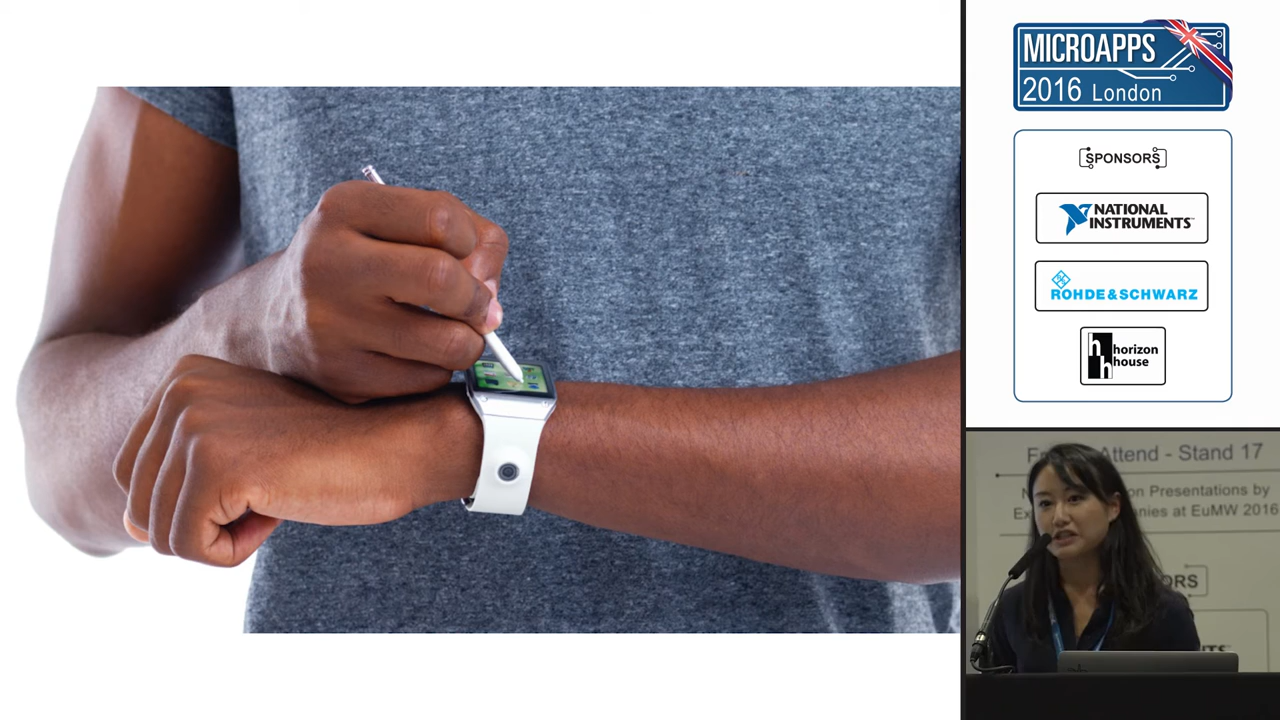 MICROAPPS
2016 London
SPONSORS
NATIONAL
INSTRUMENTS
ROHDE & SCHWARZ
horizon
house
Attend - Stand 17
Presentations by
at EuMW 2016